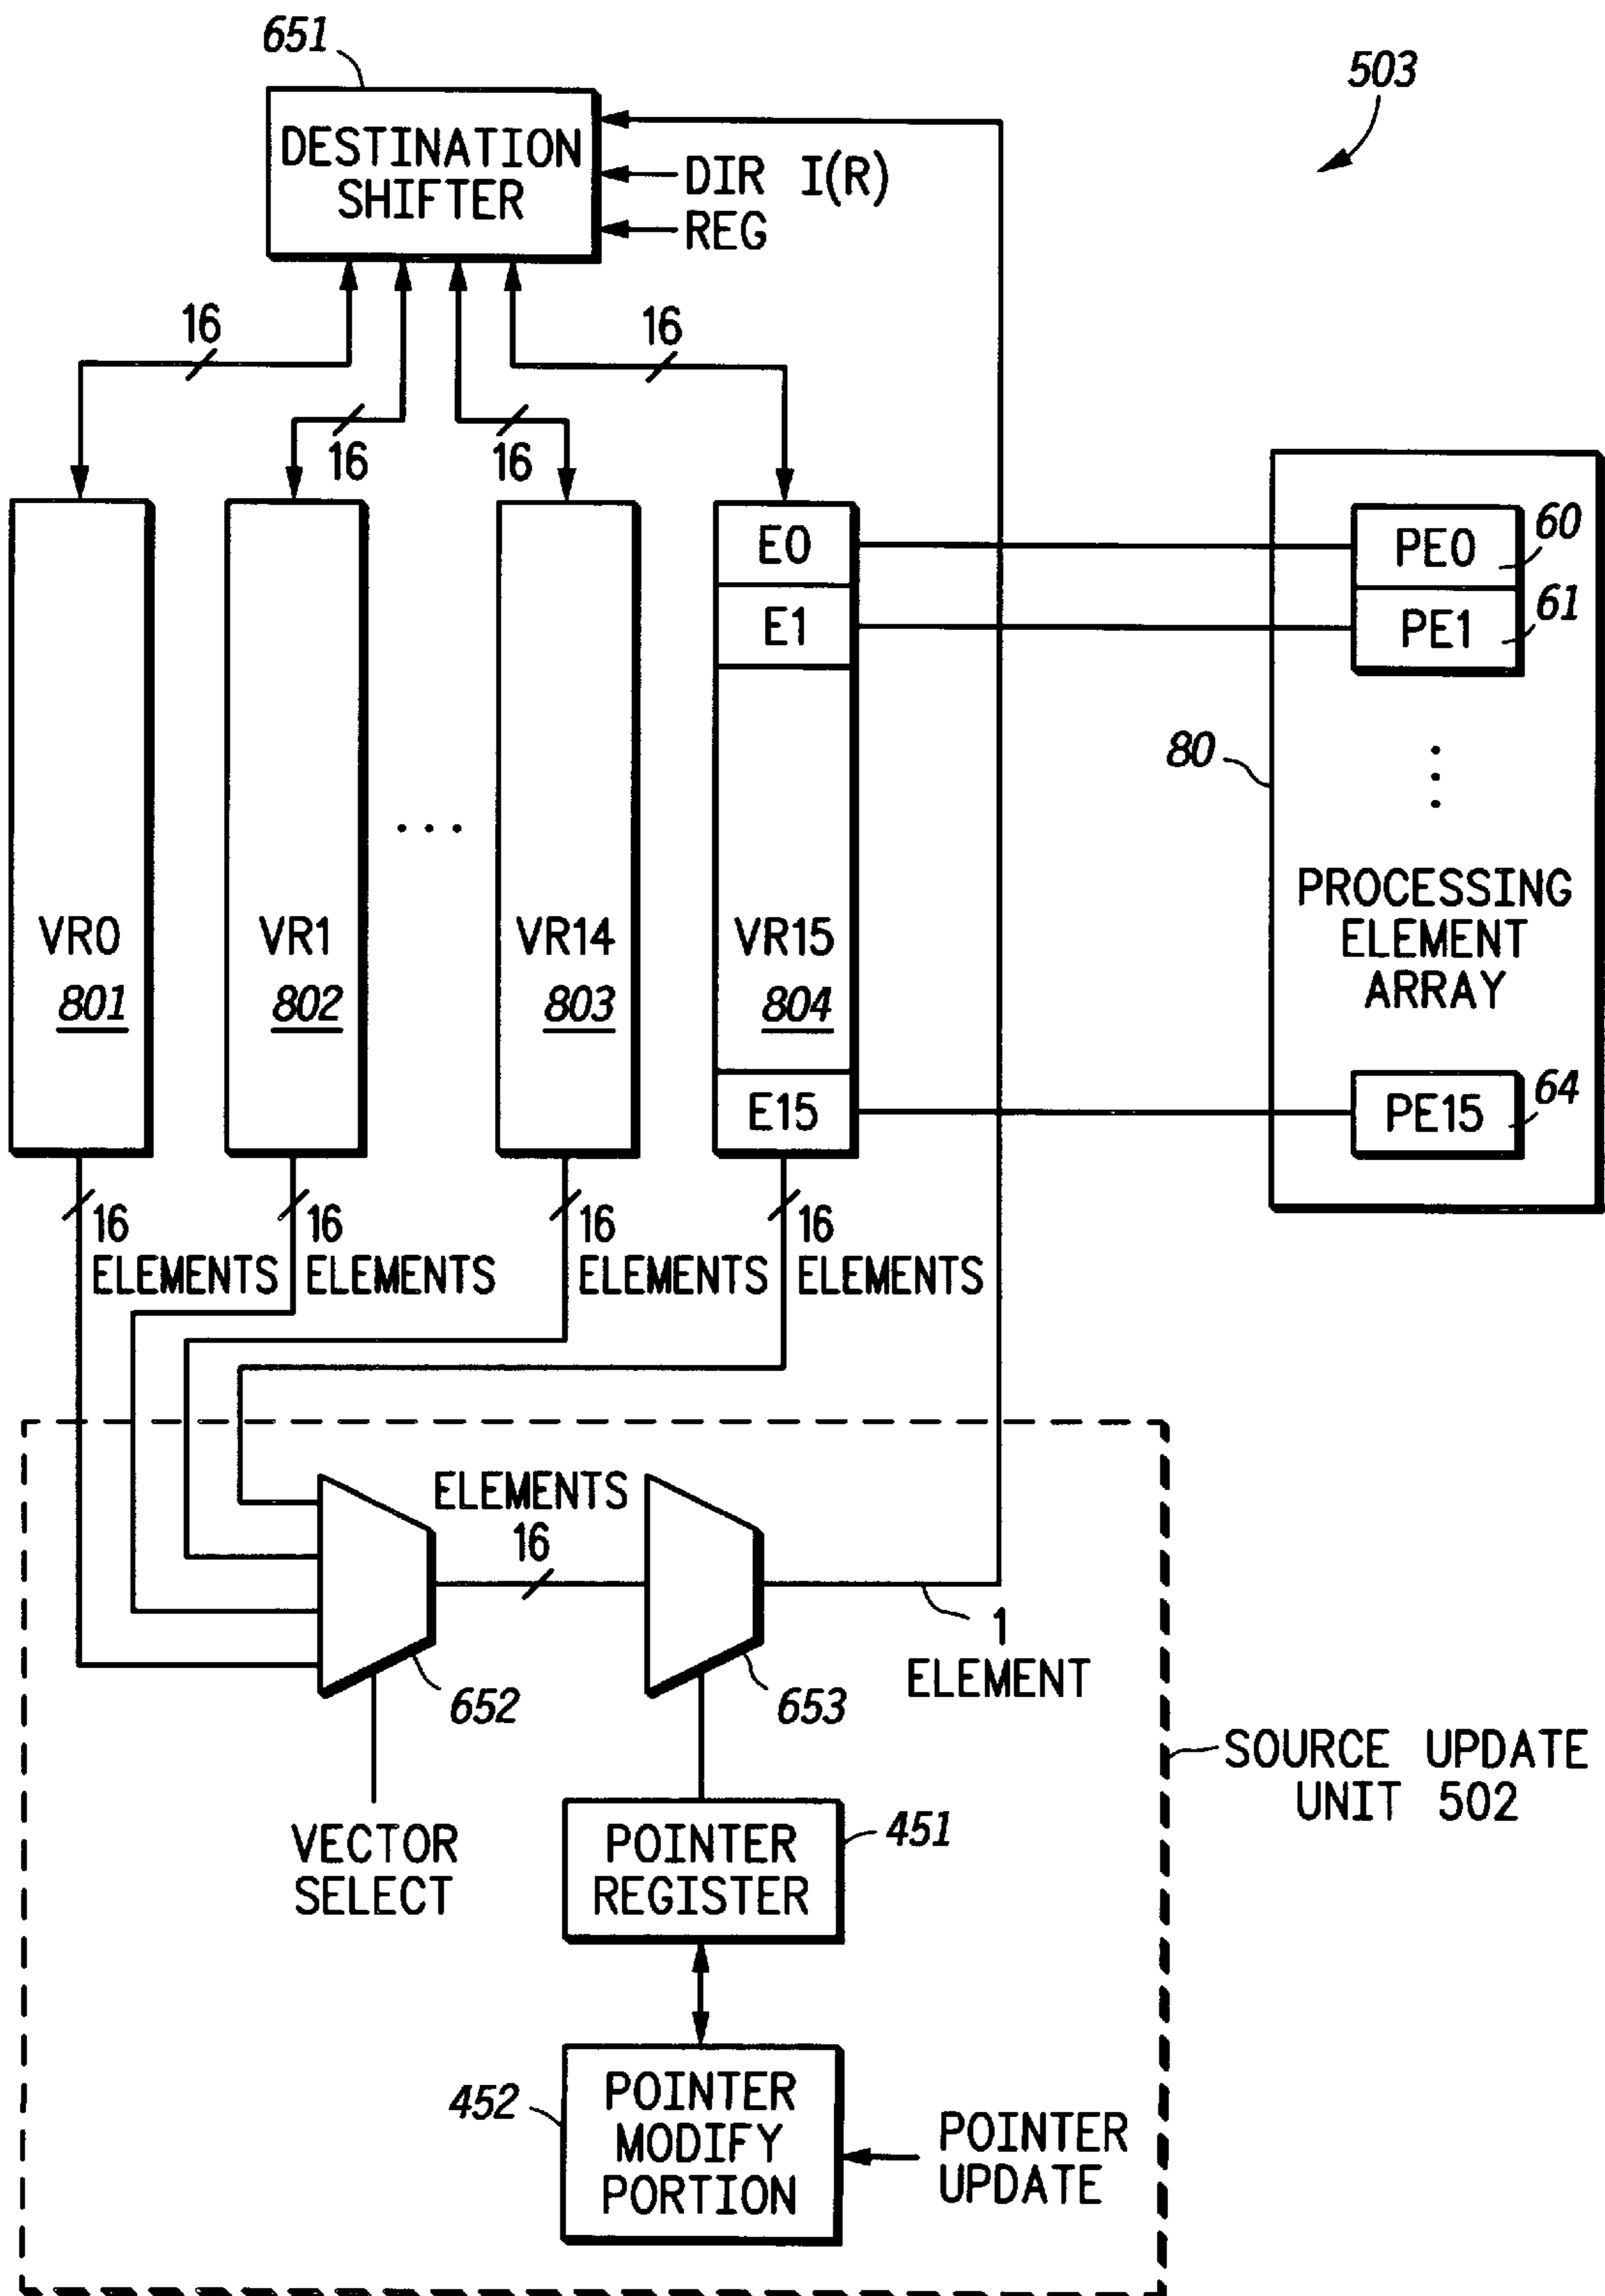 651
503
DESTINATION
SHIFTER
DIR I(R)
REG
16
16
16
16
E0
E1
VR0
801
VR1
802
...
VR14
803
VR15
804
E15
PE0
60
PE1
61
80
PROCESSING
ELEMENT
ARRAY
PE15
64
16
ELEMENTS
16
ELEMENTS
16
ELEMENTS
16
ELEMENTS
ELEMENTS
16
1
ELEMENT
652
653
VECTOR
SELECT
POINTER
REGISTER
451
SOURCE UPDATE
UNIT 502
452
POINTER
MODIFY
PORTION
POINTER
UPDATE